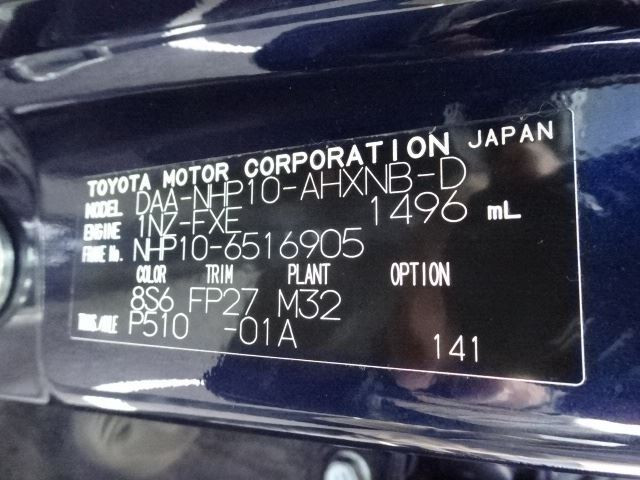 TOYOTA MOTOR CORPORATION JAPAN
MODEL DAA-NHP10-AHXNB-D
ENGINE 1NZ-FXE 1496 mL
FRAME No. NHP10-6516905
COLOR TRIM PLANT OPTION
8S6 FP27 M32
TRANS./AXLE P510 -01A
141